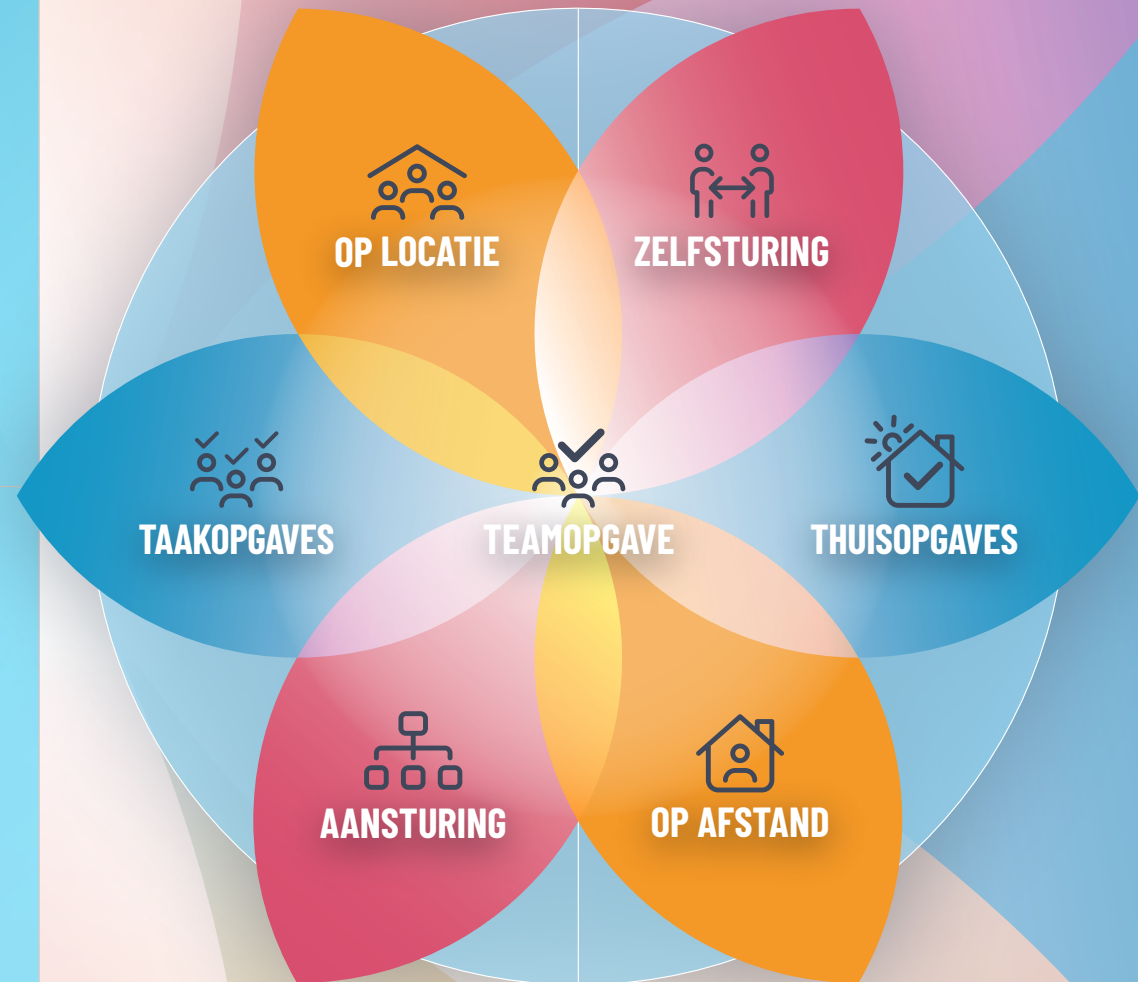 OP LOCATIE
ZELFSTURING
TAAKOPGAVES
TEAMOPGAVE
THUISOPGAVES
AANSTURING
OP AFSTAND